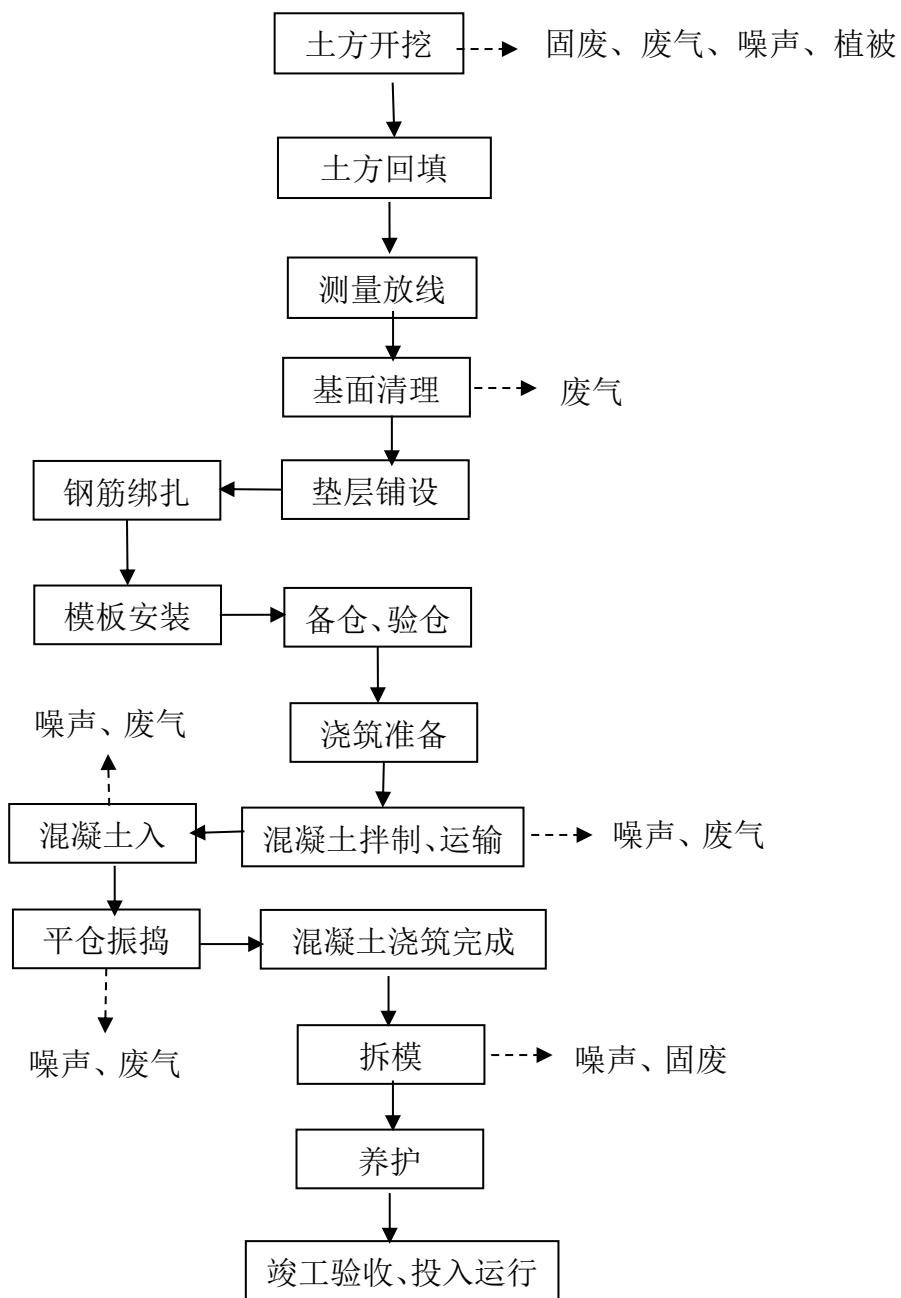 土方开挖
固废、废气、噪声、植被
土方回填
测量放线
基面清理
废气
钢筋绑扎
垫层铺设
模板安装
备仓、验仓
浇筑准备
噪声、废气
混凝土入
混凝土拌制、运输
噪声、废气
平仓振捣
混凝土浇筑完成
噪声、废气
拆模
噪声、固废
养护
竣工验收、投入运行